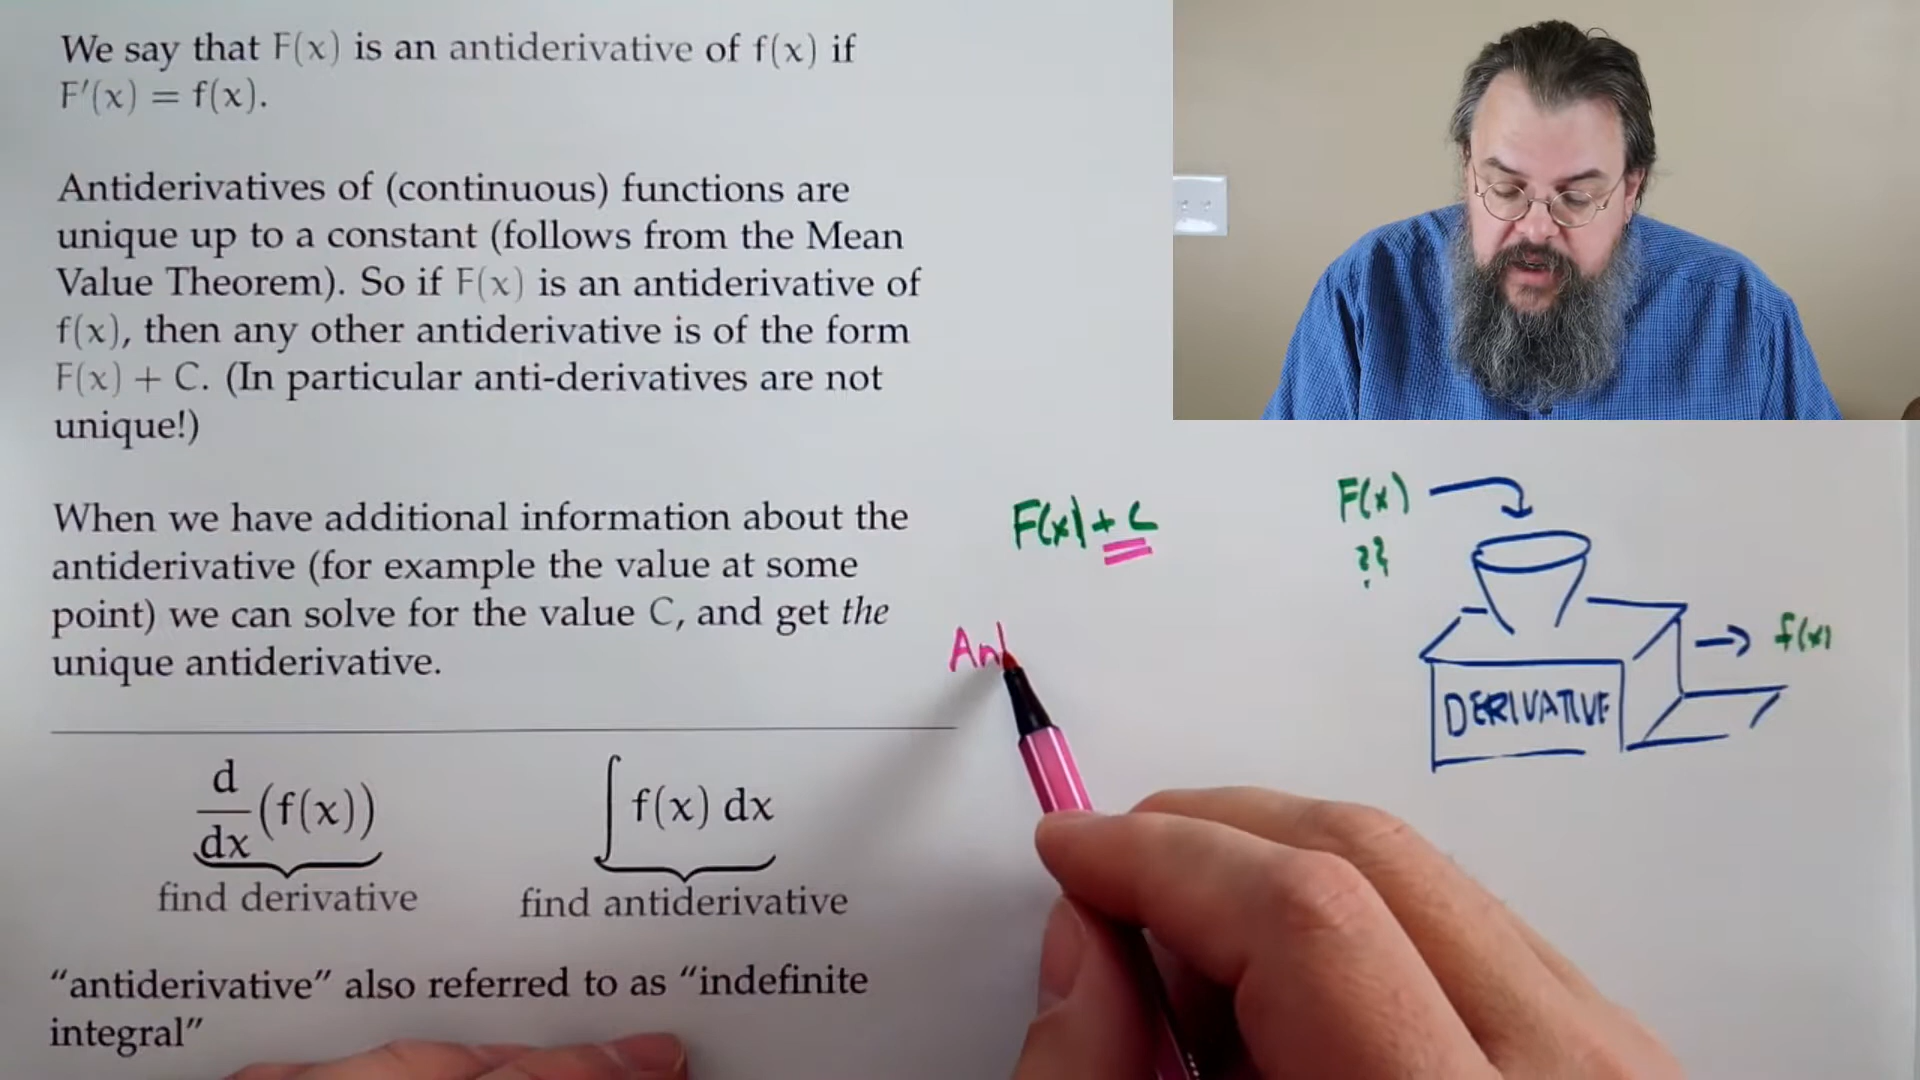 We say that F(x) is an antiderivative of f(x) if
F′(x) = f(x).
Antiderivatives of (continuous) functions are
unique up to a constant (follows from the Mean
Value Theorem). So if F(x) is an antiderivative of
f(x), then any other antiderivative is of the form
F(x) + C. (In particular anti-derivatives are not
unique!)
When we have additional information about the
antiderivative (for example the value at some
point) we can solve for the value C, and get the
unique antiderivative.
d/dx (f(x))
find derivative
∫ f(x) dx
find antiderivative
“antiderivative” also referred to as “indefinite
integral”
F(x) + C
An
F(x)
??
DERIVATIVE
f(x)